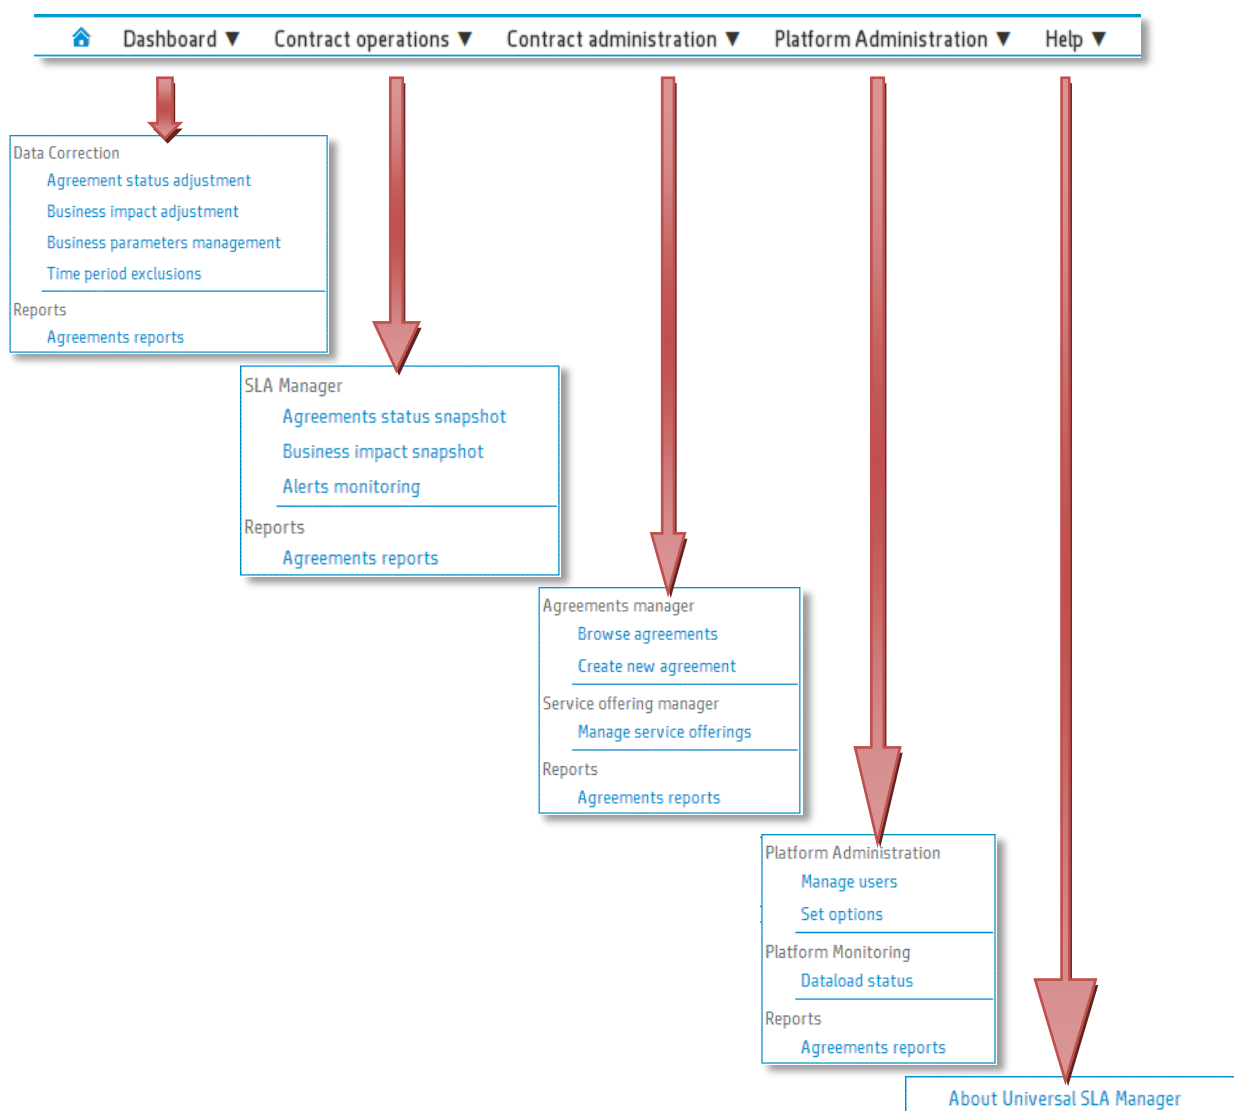 Dashboard ▼ Contract operations ▼ Contract administration ▼ Platform Administration ▼ Help ▼
Data Correction
Agreement status adjustment
Business impact adjustment
Business parameters management
Time period exclusions
Reports
Agreements reports
SLA Manager
Agreements status snapshot
Business impact snapshot
Alerts monitoring
Reports
Agreements reports
Agreements manager
Browse agreements
Create new agreement
Service offering manager
Manage service offerings
Reports
Agreements reports
Platform Administration
Manage users
Set options
Platform Monitoring
Dataload status
Reports
Agreements reports
About Universal SLA Manager